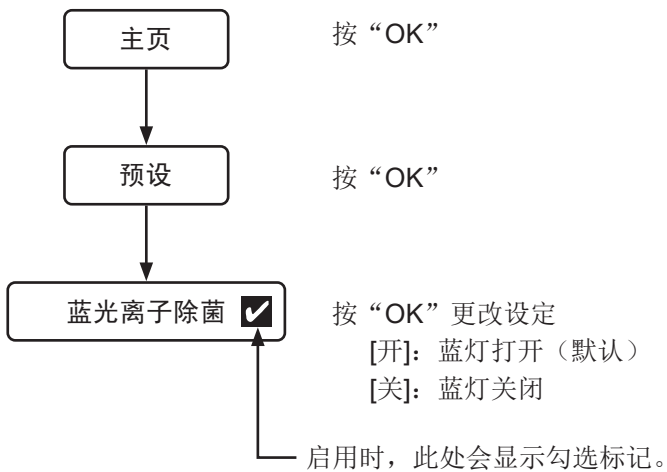 主页
按“OK”
预设
按“OK”
蓝光离子除菌 ✔
按“OK”更改设定
[开]：蓝灯打开（默认）
[关]：蓝灯关闭
启用时，此处会显示勾选标记。